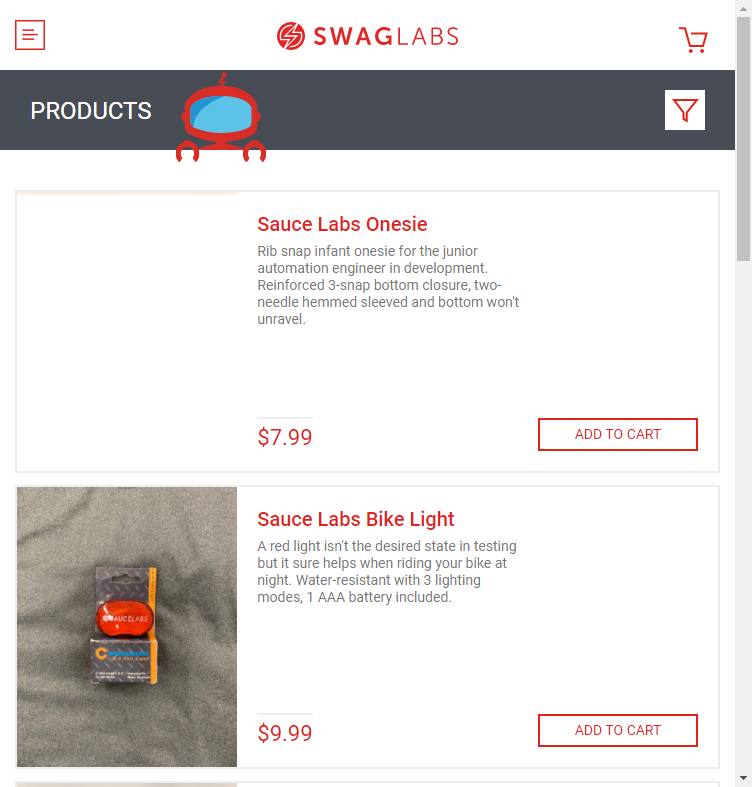 SWAGLABS
PRODUCTS
Sauce Labs Onesie
Rib snap infant onesie for the junior
automation engineer in development.
Reinforced 3-snap bottom closure, two-
needle hemmed sleeved and bottom won't
unravel.
$7.99
ADD TO CART
Sauce Labs Bike Light
A red light isn't the desired state in testing
but it sure helps when riding your bike at
night. Water-resistant with 3 lighting
modes, 1 AAA battery included.
SAUCELABS
$9.99
ADD TO CART